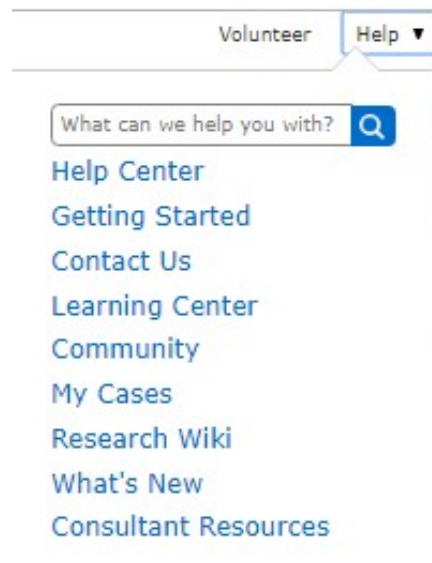 Volunteer Help ▼
What can we help you with?
Help Center
Getting Started
Contact Us
Learning Center
Community
My Cases
Research Wiki
What's New
Consultant Resources